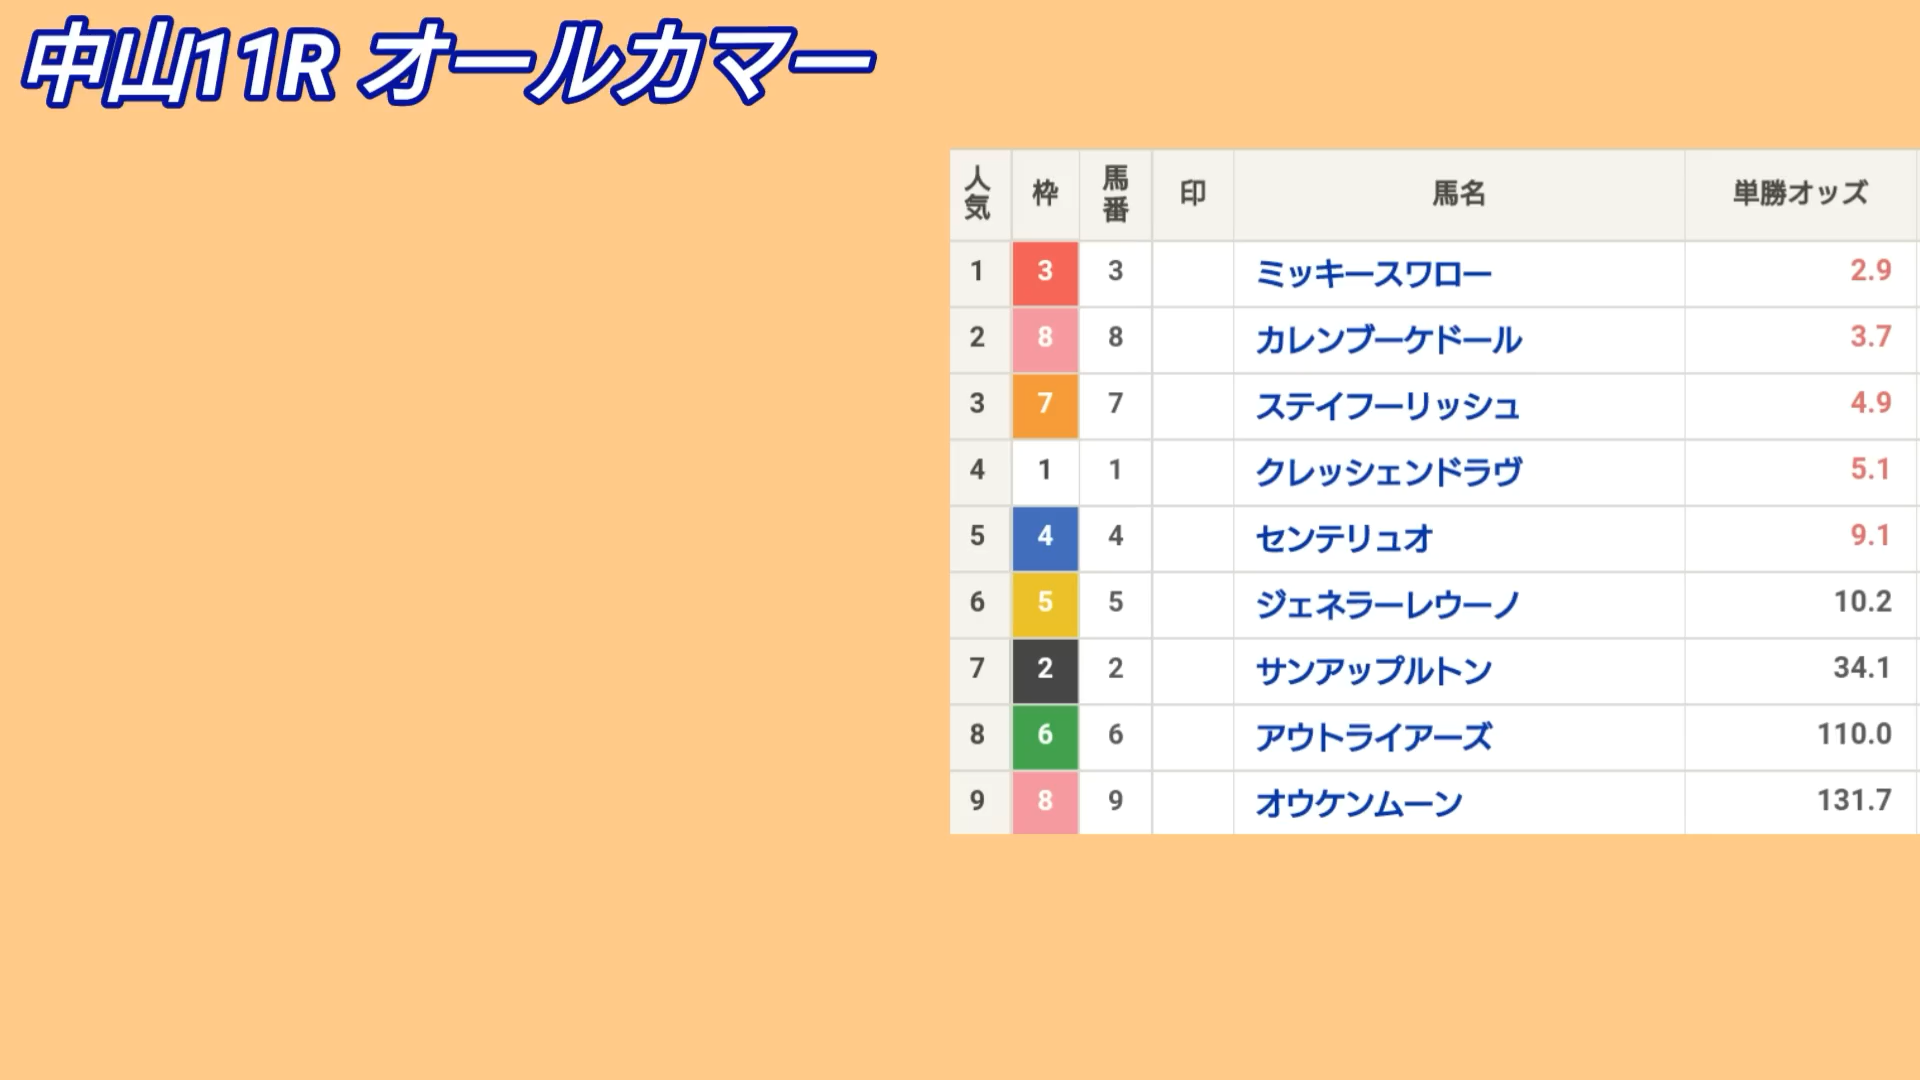 中山11R オールカマー
人気 枠 馬番 印 馬名 単勝オッズ
1 3 3 ミッキースワロー 2.9
2 8 8 カレンブーケドール 3.7
3 7 7 ステイフーリッシュ 4.9
4 1 1 クレッシェンドラヴ 5.1
5 4 4 センテリュオ 9.1
6 5 5 ジェネラーレウーノ 10.2
7 2 2 サンアップルトン 34.1
8 6 6 アウトライアーズ 110.0
9 8 9 オウケンムーン 131.7